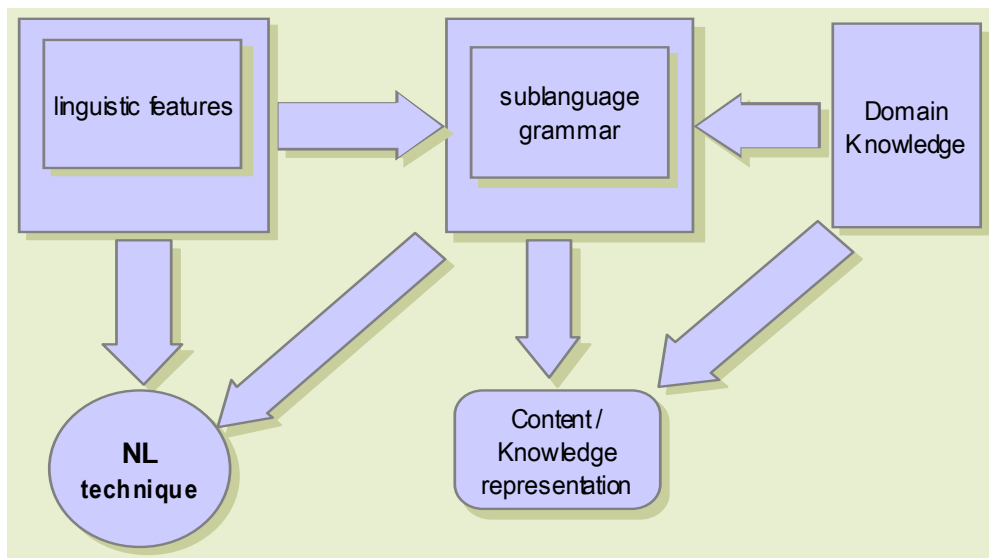 linguistic features
sublanguage
grammar
Domain
Knowledge
NL
technique
Content /
Knowledge
representation